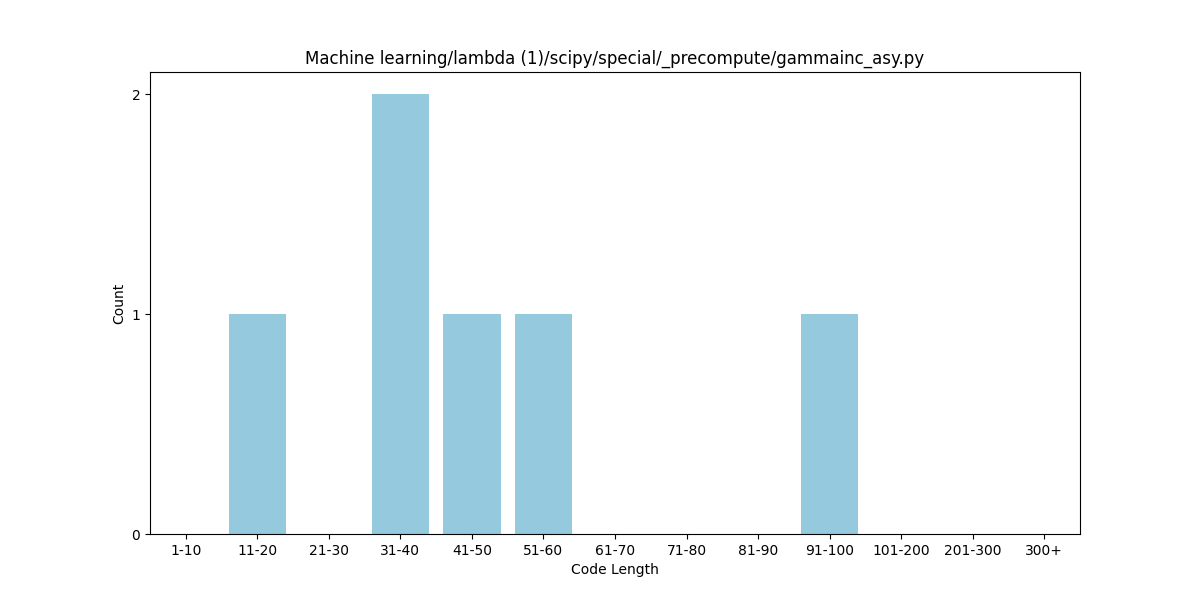 Machine learning/lambda (1)/scipy/special/_precompute/gammainc_asy.py
Count
2
1
0
1-10 11-20 21-30 31-40 41-50 51-60 61-70 71-80 81-90 91-100 101-200 201-300 300+
Code Length